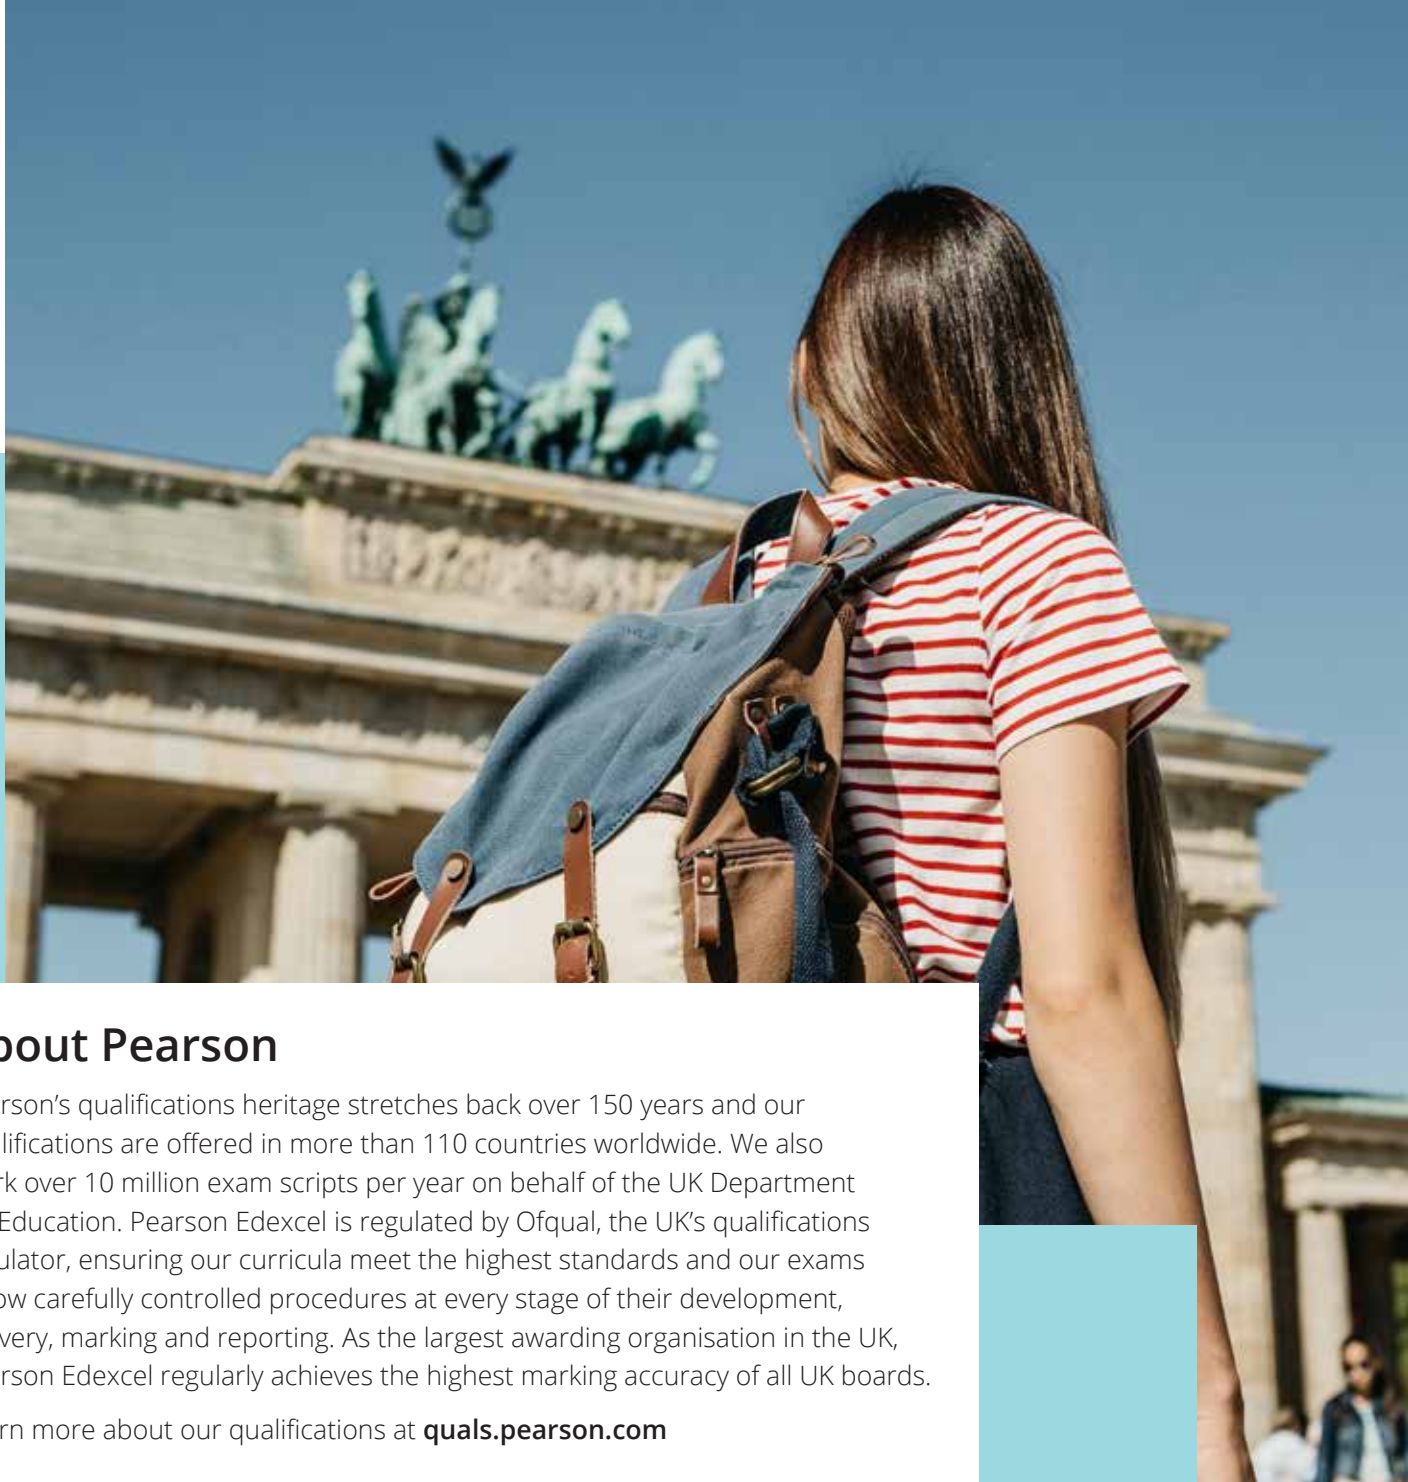 bout Pearson
rson’s qualifications heritage stretches back over 150 years and our
lifications are offered in more than 110 countries worldwide. We also
rk over 10 million exam scripts per year on behalf of the UK Department
Education. Pearson Edexcel is regulated by Ofqual, the UK’s qualifications
ulator, ensuring our curricula meet the highest standards and our exams
ow carefully controlled procedures at every stage of their development,
very, marking and reporting. As the largest awarding organisation in the UK,
rson Edexcel regularly achieves the highest marking accuracy of all UK boards.
rn more about our qualifications at quals.pearson.com